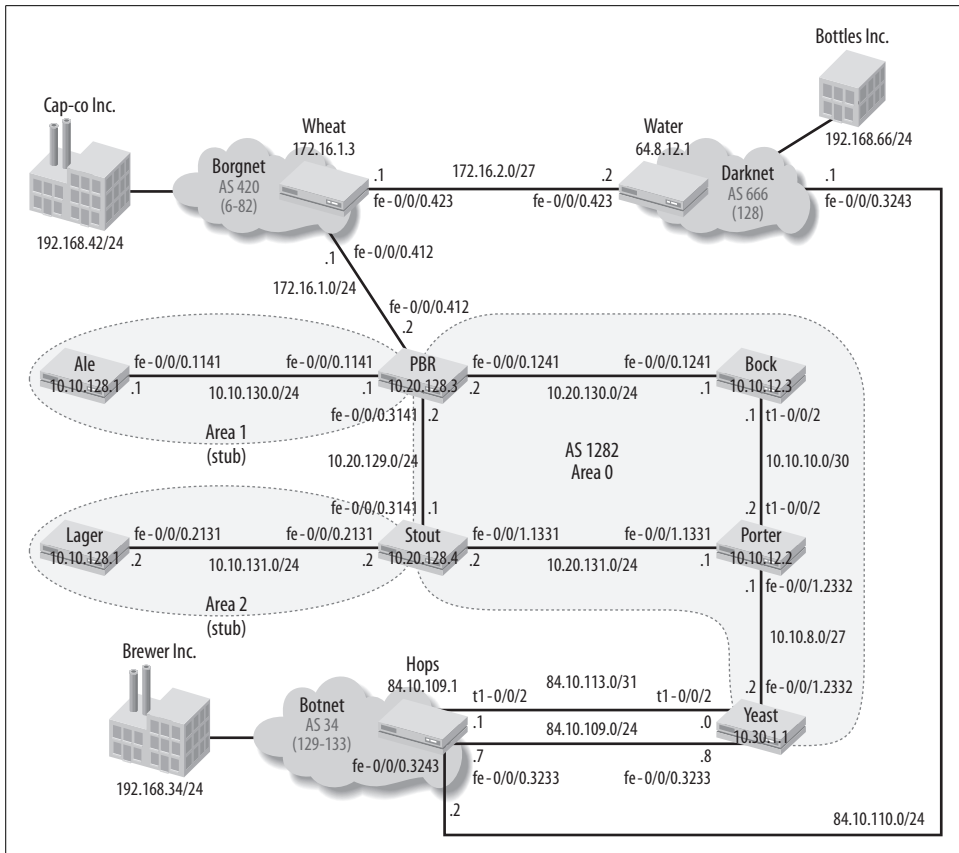 Bottles Inc.
Cap-co Inc.
Wheat
172.16.1.3
Water
64.8.12.1
192.168.66/24
Borgnet
AS 420
(6-82)
.1
172.16.2.0/27
.2
Darknet
AS 666
(128)
.1
fe-0/0/0.423
fe-0/0/0.423
fe-0/0/0.3243
192.168.42/24
.1
fe-0/0/0.412
172.16.1.0/24
fe-0/0/0.412
.2
Ale
10.10.128.1
fe-0/0/0.1141
fe-0/0/0.1141
PBR
10.20.128.3
fe-0/0/0.1241
fe-0/0/0.1241
Bock
10.10.12.3
.1
10.10.130.0/24
.1
.2
10.20.130.0/24
.1
fe-0/0/0.3141
.2
.1
t1-0/0/2
Area 1
(stub)
10.20.129.0/24
AS 1282
Area 0
10.10.10.0/30
fe-0/0/0.3141
.1
.2
t1-0/0/2
Lager
10.10.128.1
fe-0/0/0.2131
fe-0/0/0.2131
Stout
10.20.128.4
fe-0/0/1.1331
fe-0/0/1.1331
Porter
10.10.12.2
.2
10.10.131.0/24
.2
.2
10.20.131.0/24
.1
.1
fe-0/0/1.2332
Area 2
(stub)
10.10.8.0/27
Brewer Inc.
Hops
84.10.109.1
84.10.113.0/31
.2
fe-0/0/1.2332
t1-0/0/2
t1-0/0/2
Botnet
AS 34
(129-133)
.1
.0
Yeast
10.30.1.1
84.10.109.0/24
fe-0/0/0.3243
.7
.8
fe-0/0/0.3233
fe-0/0/0.3233
192.168.34/24
.2
84.10.110.0/24